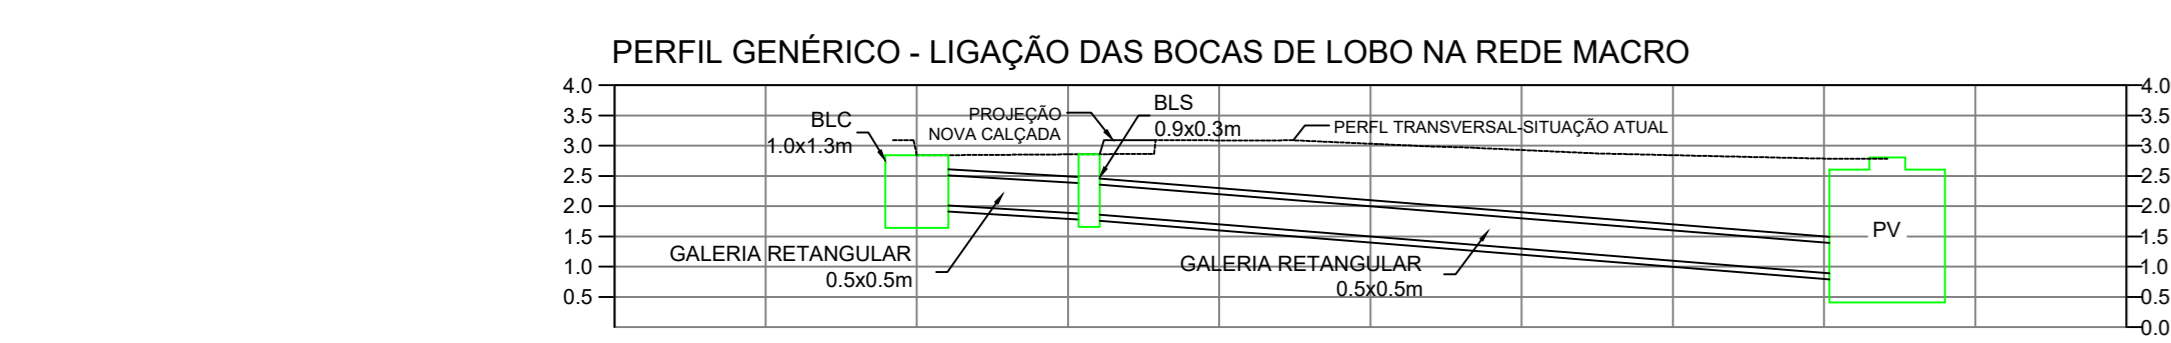 PERFIL GENÉRICO - LIGAÇÃO DAS BOCAS DE LOBO NA REDE MACRO
4.0
3.5
3.0
2.5
2.0
1.5
1.0
0.5
BLC
1.0x1.3m
PROJEÇÃO
NOVA CALÇADA
BLS
0.9x0.3m
PERFL TRANSVERSAL-SITUAÇÃO ATUAL
GALERIA RETANGULAR
0.5x0.5m
GALERIA RETANGULAR
0.5x0.5m
PV
4.0
3.5
3.0
2.5
2.0
1.5
1.0
0.5
0.0